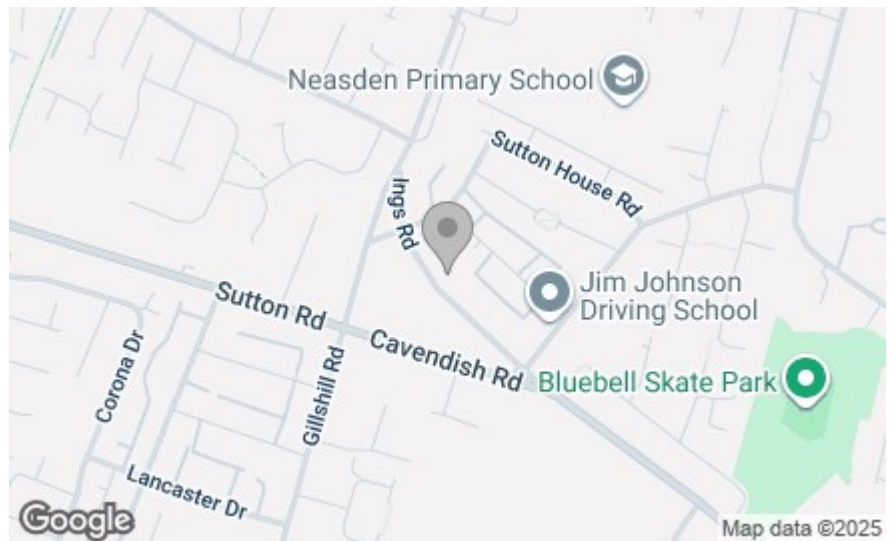 Neasden Primary School
Sutton House Rd
Ings Rd
Jim Johnson
Driving School
Sutton Rd
Cavendish Rd
Bluebell Skate Park
Corona Dr
Gillshill Rd
Lancaster Dr
Google
Map data ©2025